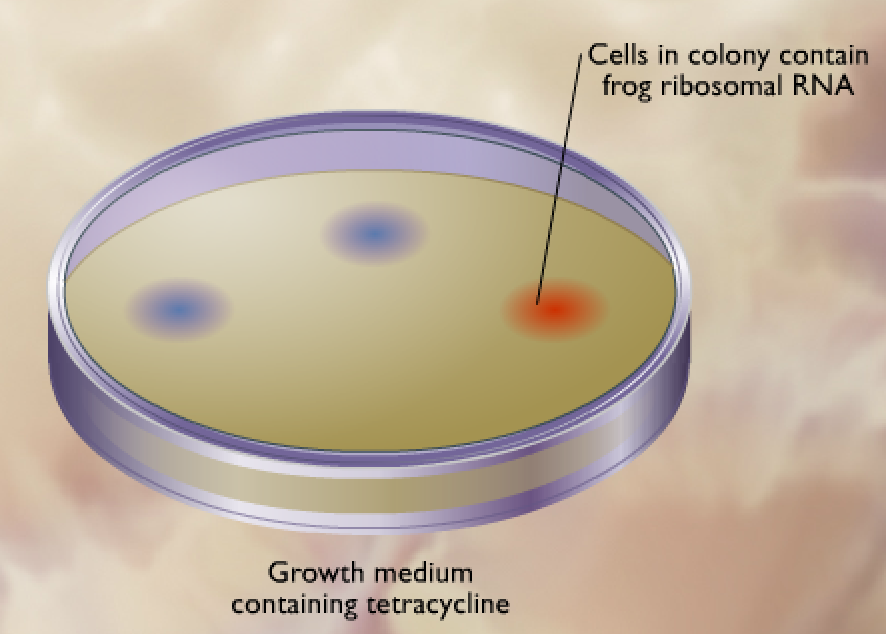 Cells in colony contain
frog ribosomal RNA
Growth medium
containing tetracycline